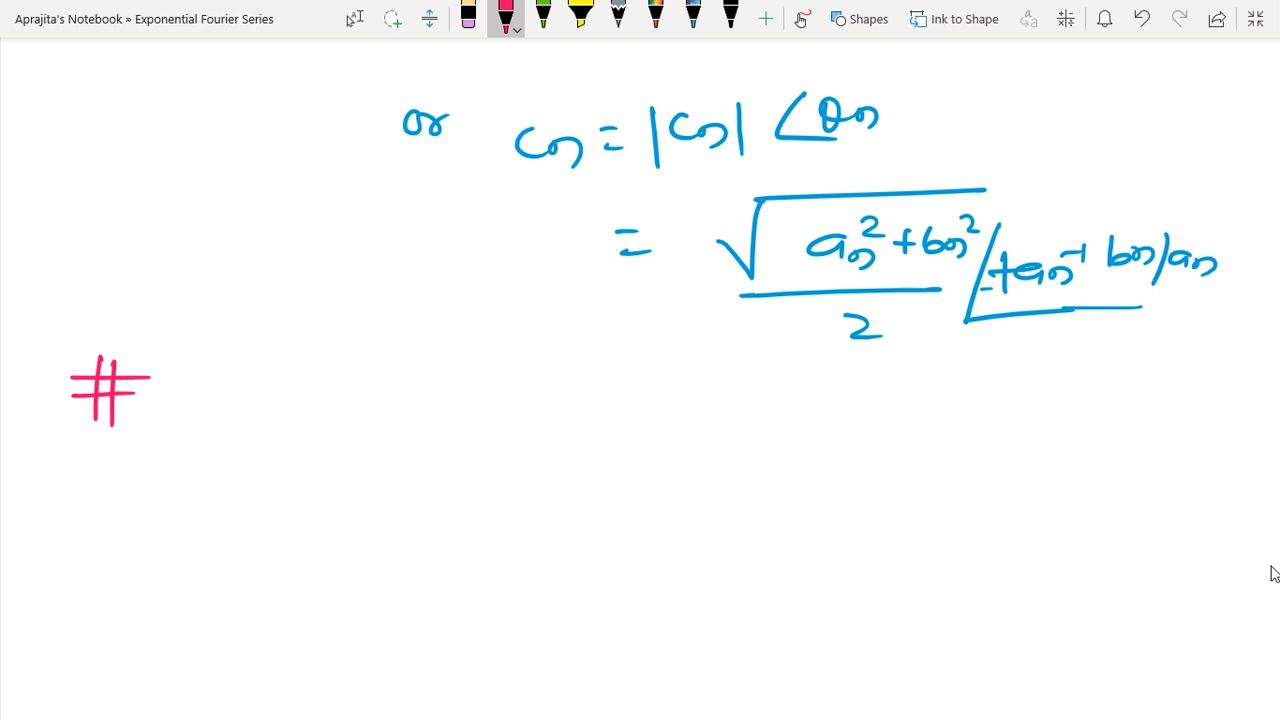 Aprajita's Notebook » Exponential Fourier Series
Shapes
Ink to Shape
or Cn = |Cn| ∠θn
= √(an² + bn²) / 2 ∠-tan⁻¹ bn/an
#